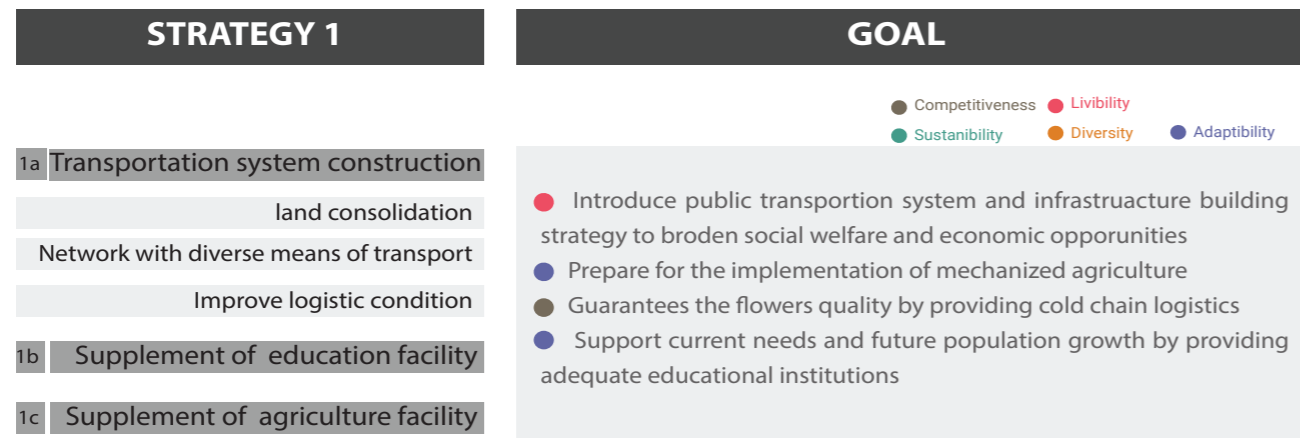 STRATEGY 1
1a Transportation system construction
land consolidation
Network with diverse means of transport
Improve logistic condition
1b Supplement of education facility
1c Supplement of agriculture facility
GOAL
Competitiveness Livibility
Sustanibility Diversity Adaptibility
Introduce public transportion system and infrastruacture building
strategy to broden social welfare and economic opporunities
Prepare for the implementation of mechanized agriculture
Guarantees the flowers quality by providing cold chain logistics
Support current needs and future population growth by providing
adequate educational institutions